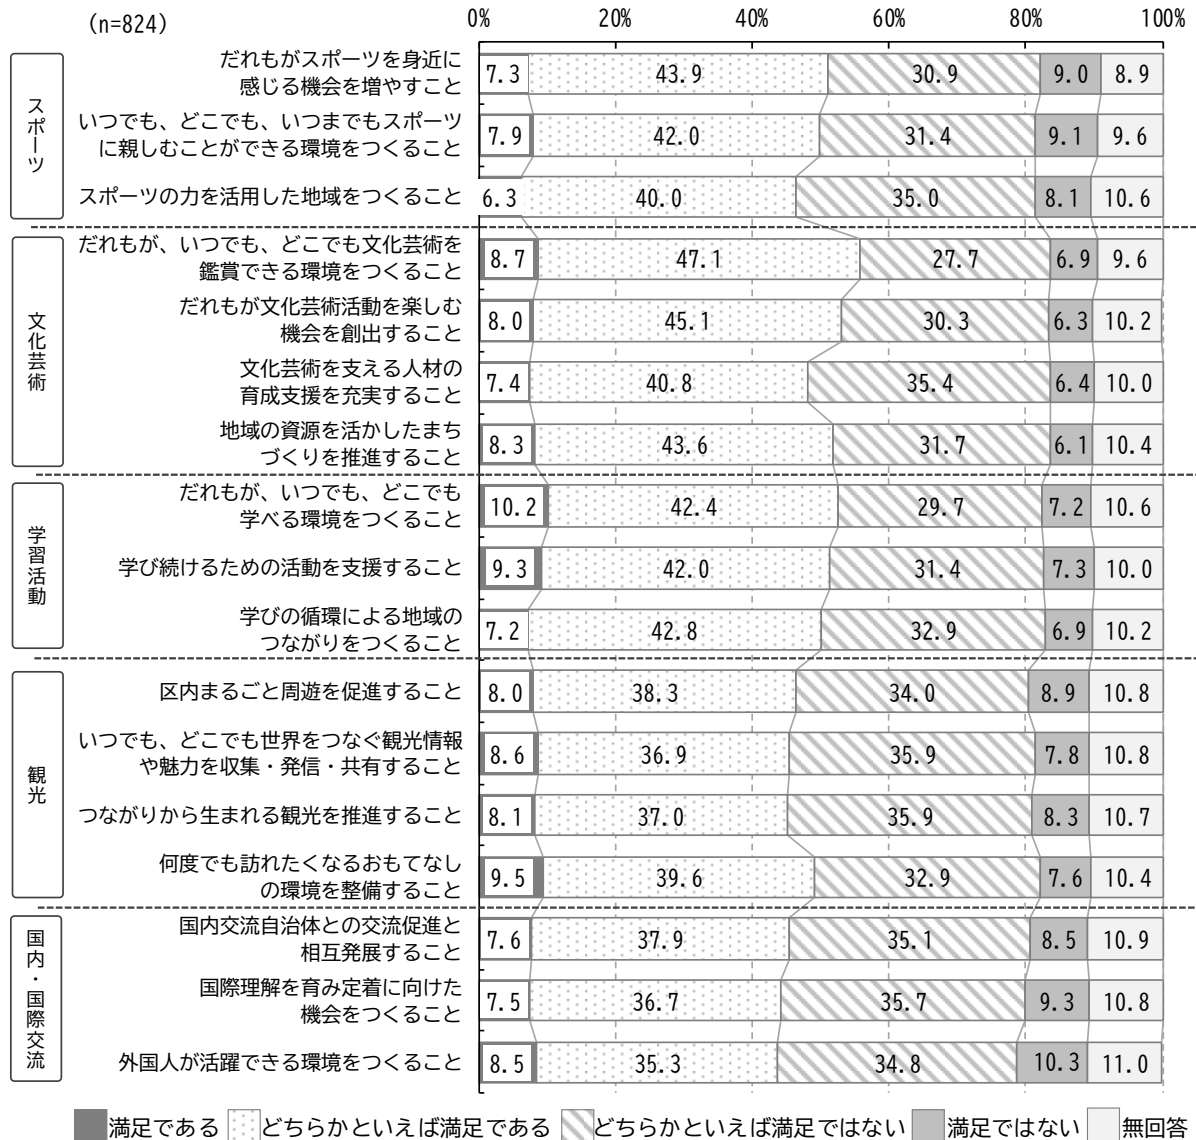 (n=824)
0% 20% 40% 60% 80% 100%
スポーツ
だれもがスポーツを身近に
感じる機会を増やすこと
7.3 43.9 30.9 9.0 8.9
いつでも、どこでも、いつまでもスポーツ
に親しむことができる環境をつくること
7.9 42.0 31.4 9.1 9.6
スポーツの力を活用した地域をつくること
6.3 40.0 35.0 8.1 10.6
文化芸術
だれもが、いつでも、どこでも文化芸術を
鑑賞できる環境をつくること
8.7 47.1 27.7 6.9 9.6
だれもが文化芸術活動を楽しむ
機会を創出すること
8.0 45.1 30.3 6.3 10.2
文化芸術を支える人材の
育成支援を充実すること
7.4 40.8 35.4 6.4 10.0
地域の資源を活かしたまち
づくりを推進すること
8.3 43.6 31.7 6.1 10.4
学習活動
だれもが、いつでも、どこでも
学べる環境をつくること
10.2 42.4 29.7 7.2 10.6
学び続けるための活動を支援すること
9.3 42.0 31.4 7.3 10.0
学びの循環による地域の
つながりをつくること
7.2 42.8 32.9 6.9 10.2
観光
区内まるごと周遊を促進すること
8.0 38.3 34.0 8.9 10.8
いつでも、どこでも世界をつなぐ観光情報
や魅力を収集・発信・共有すること
8.6 36.9 35.9 7.8 10.8
つながりから生まれる観光を推進すること
8.1 37.0 35.9 8.3 10.7
何度でも訪れたくなるおもてなし
の環境を整備すること
9.5 39.6 32.9 7.6 10.4
国内・国際交流
国内交流自治体との交流促進と
相互発展すること
7.6 37.9 35.1 8.5 10.9
国際理解を育み定着に向けた
機会をつくること
7.5 36.7 35.7 9.3 10.8
外国人が活躍できる環境をつくること
8.5 35.3 34.8 10.3 11.0
満足である どちらかといえば満足である どちらかといえば満足ではない 満足ではない 無回答